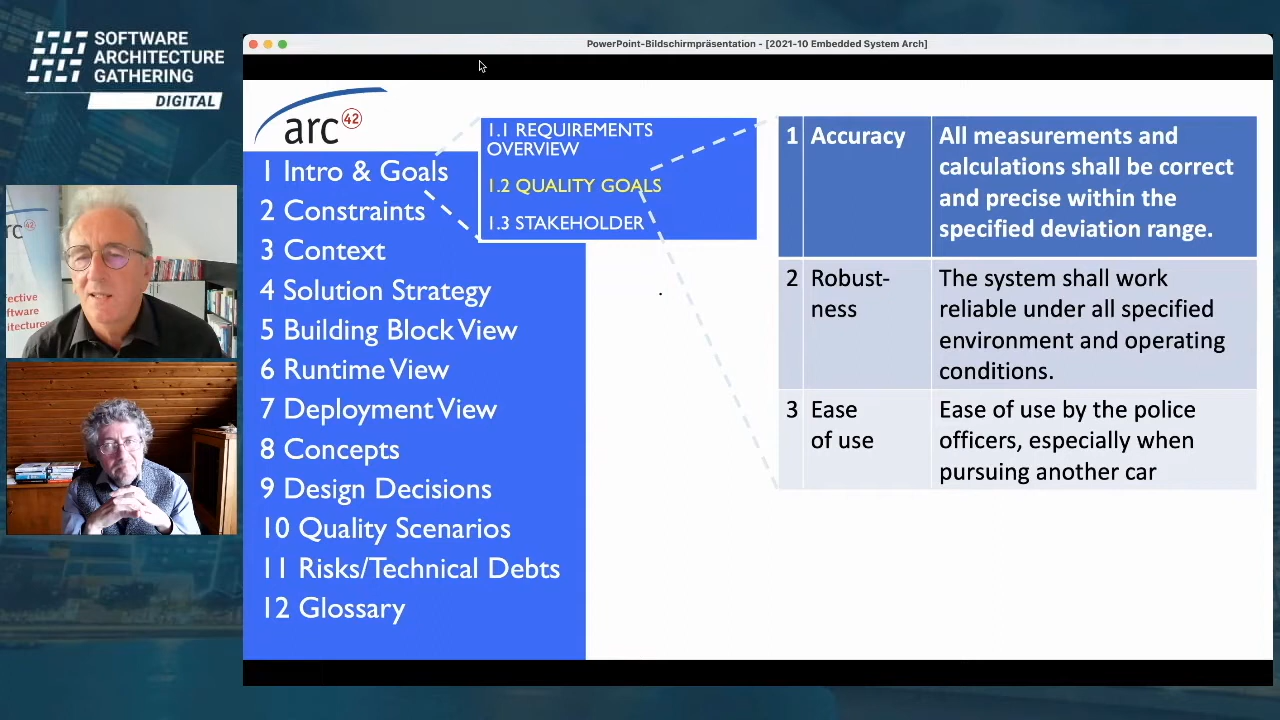 SOFTWARE
ARCHITECTURE
GATHERING
DIGITAL
PowerPoint-Bildschirmpräsentation - [2021-10 Embedded System Arch]
arc 42
1 Intro & Goals
2 Constraints
3 Context
4 Solution Strategy
5 Building Block View
6 Runtime View
7 Deployment View
8 Concepts
9 Design Decisions
10 Quality Scenarios
11 Risks/Technical Debts
12 Glossary
1.1 REQUIREMENTS
OVERVIEW
1.2 QUALITY GOALS
1.3 STAKEHOLDER
1 Accuracy
All measurements and
calculations shall be correct
and precise within the
specified deviation range.
2 Robust-
ness
The system shall work
reliable under all specified
environment and operating
conditions.
3 Ease
of use
Ease of use by the police
officers, especially when
pursuing another car
arc 42